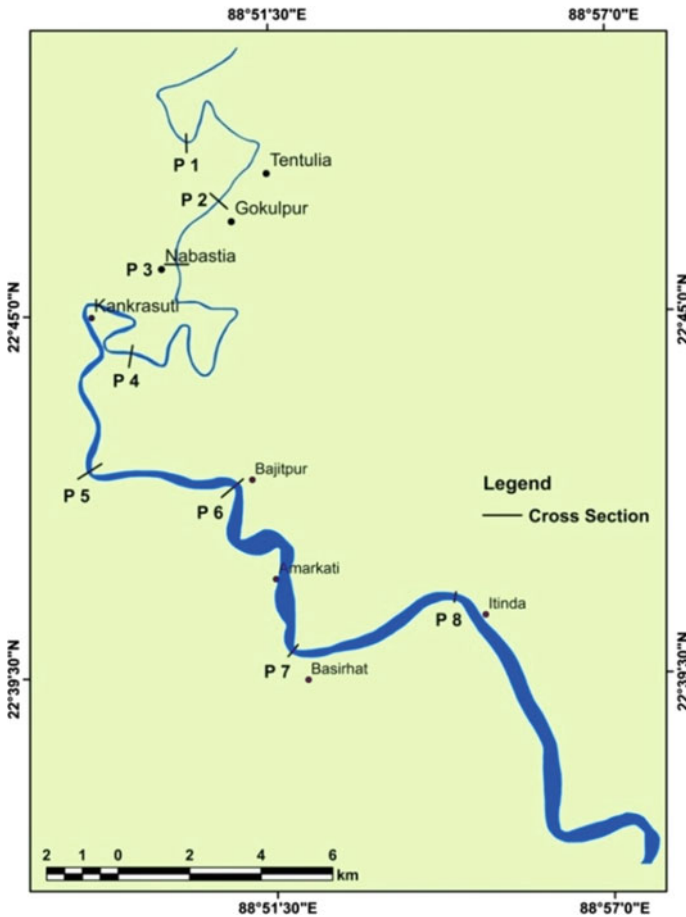 88°51'30"E
88°57'0"E
Tentulia
P 1
P 2
Gokulpur
Nabastia
P 3
22°45'0"N
22°45'0"N
Kankrasuti
P 4
Bajitpur
P 5
P 6
Legend
Cross Section
Amarkati
Itinda
P 8
P 7
Basirhat
22°39'30"N
22°39'30"N
2 1 0 2 4 6
km
88°51'30"E
88°57'0"E